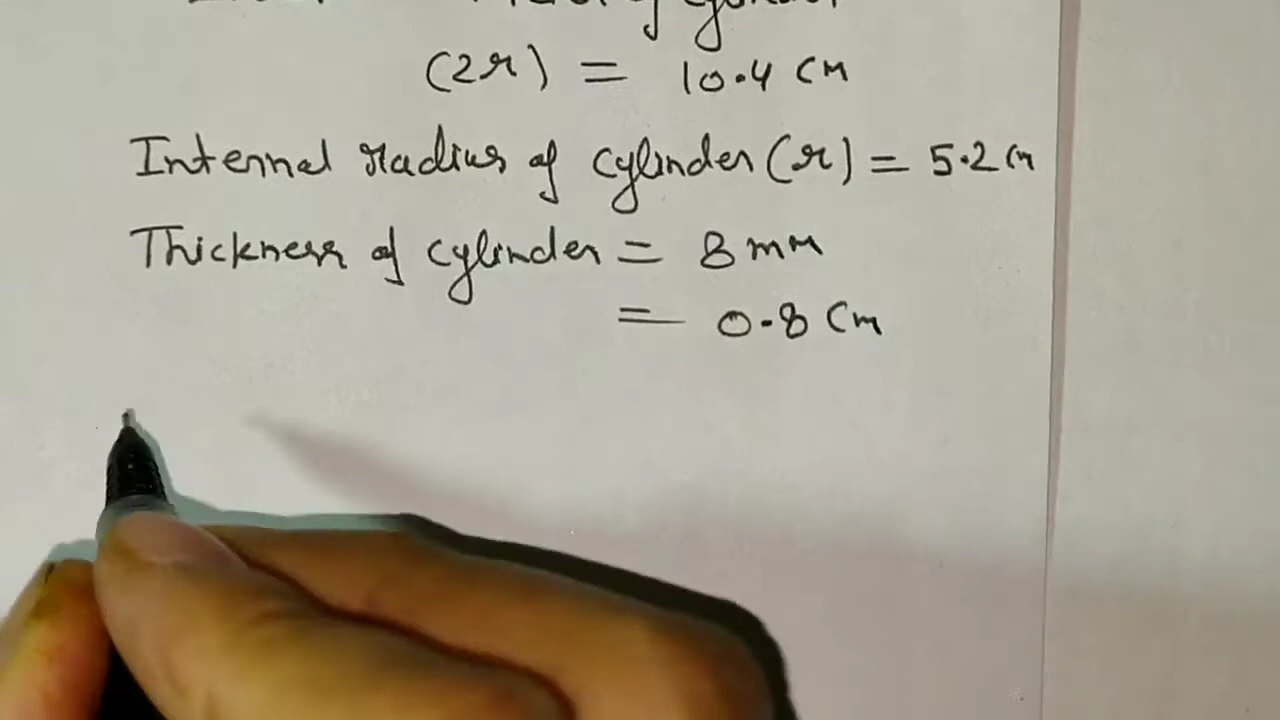 (2r) = 10.4 cm
Internal radius of cylinder (r) = 5.2 cm
Thickness of cylinder = 8 mm
= 0.8 cm